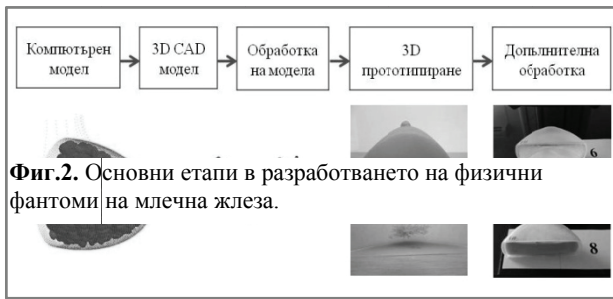 Компютърен модел
3D CAD модел
Обработка на модела
3D прототипиране
Допълнителна обработка
6
Фиг.2. Основни етапи в разработването на физични
фантоми на млечна жлеза.
8